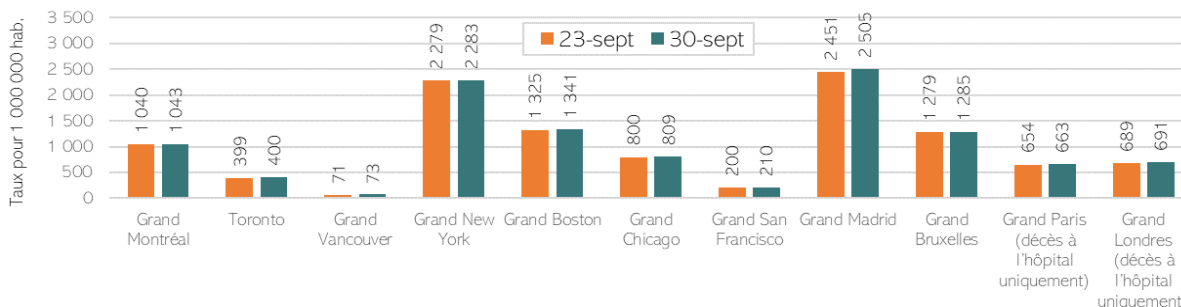 Taux pour 1 000 000 hab.
3 500
3 000
2 500
2 000
1 500
1 000
500
0
23-sept 30-sept
1 040 1 043
399 400
71 73
2 279 2 283
1 325 1 341
800 809
200 210
2 451 2 505
1 279 1 285
654 663
689 691
Grand
Montréal
Toronto
Grand
Vancouver
Grand New
York
Grand Boston
Grand
Chicago
Grand San
Francisco
Grand Madrid
Grand
Bruxelles
Grand Paris
(décès à
l'hôpital
uniquement)
Grand
Londres
(décès à
l'hôpital
uniquement